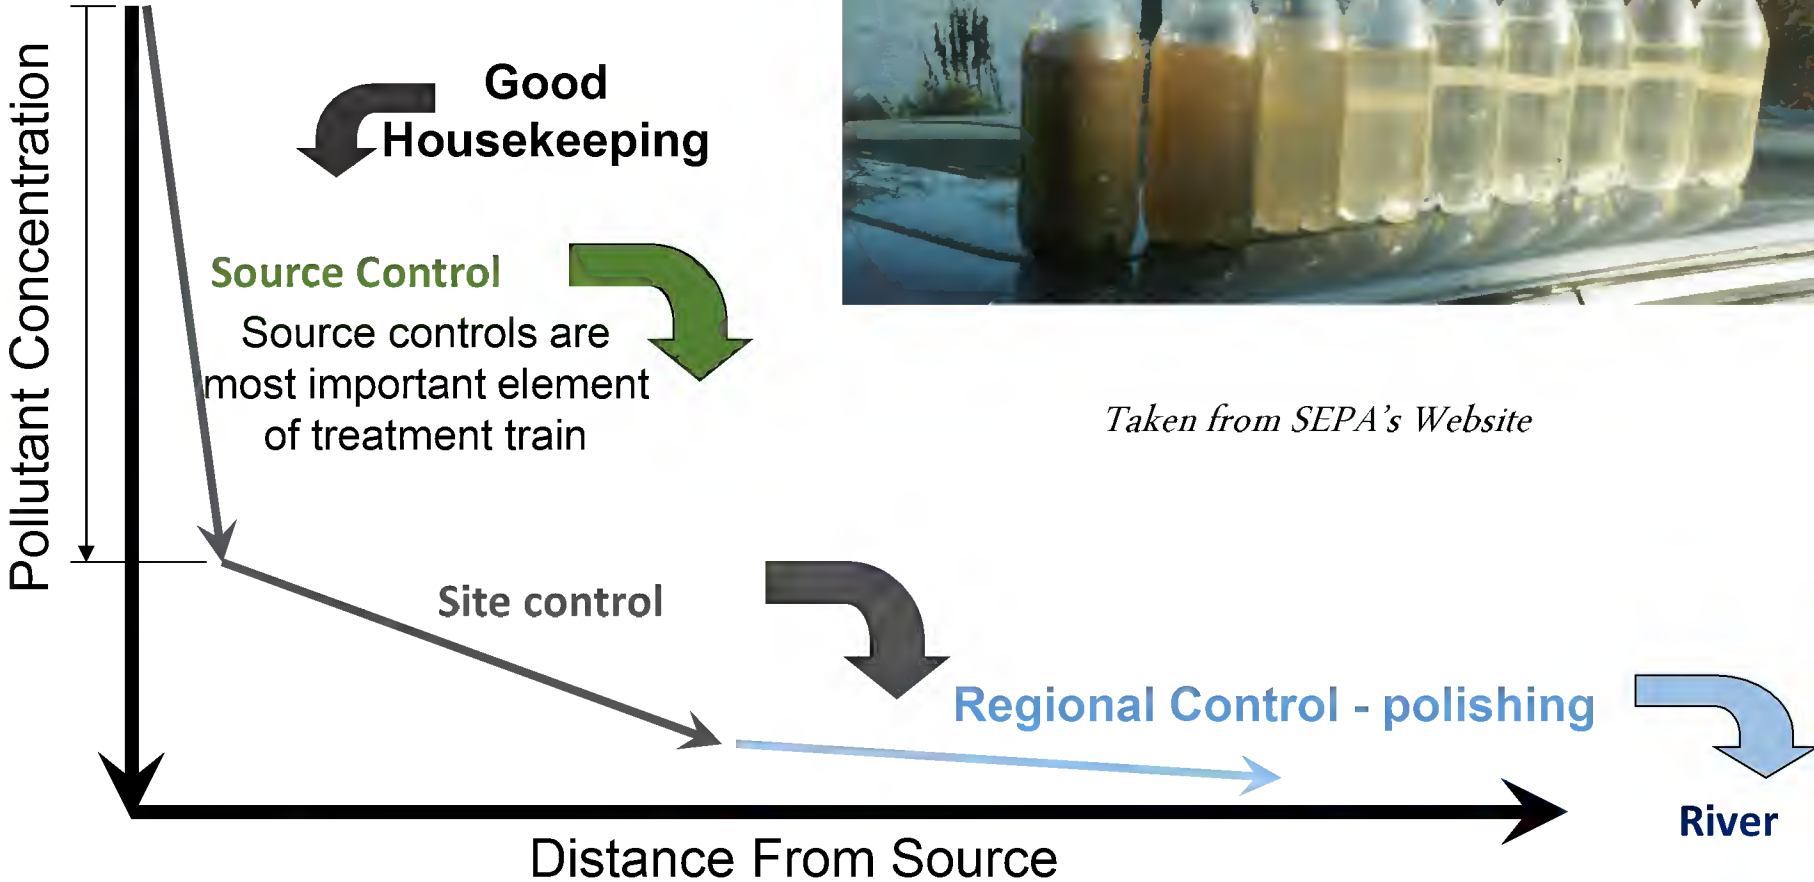 Pollutant Concentration
Good
Housekeeping
Source Control
Source controls are
most important element
of treatment train
Taken from SEPA's Website
Site control
Regional Control - polishing
River
Distance From Source